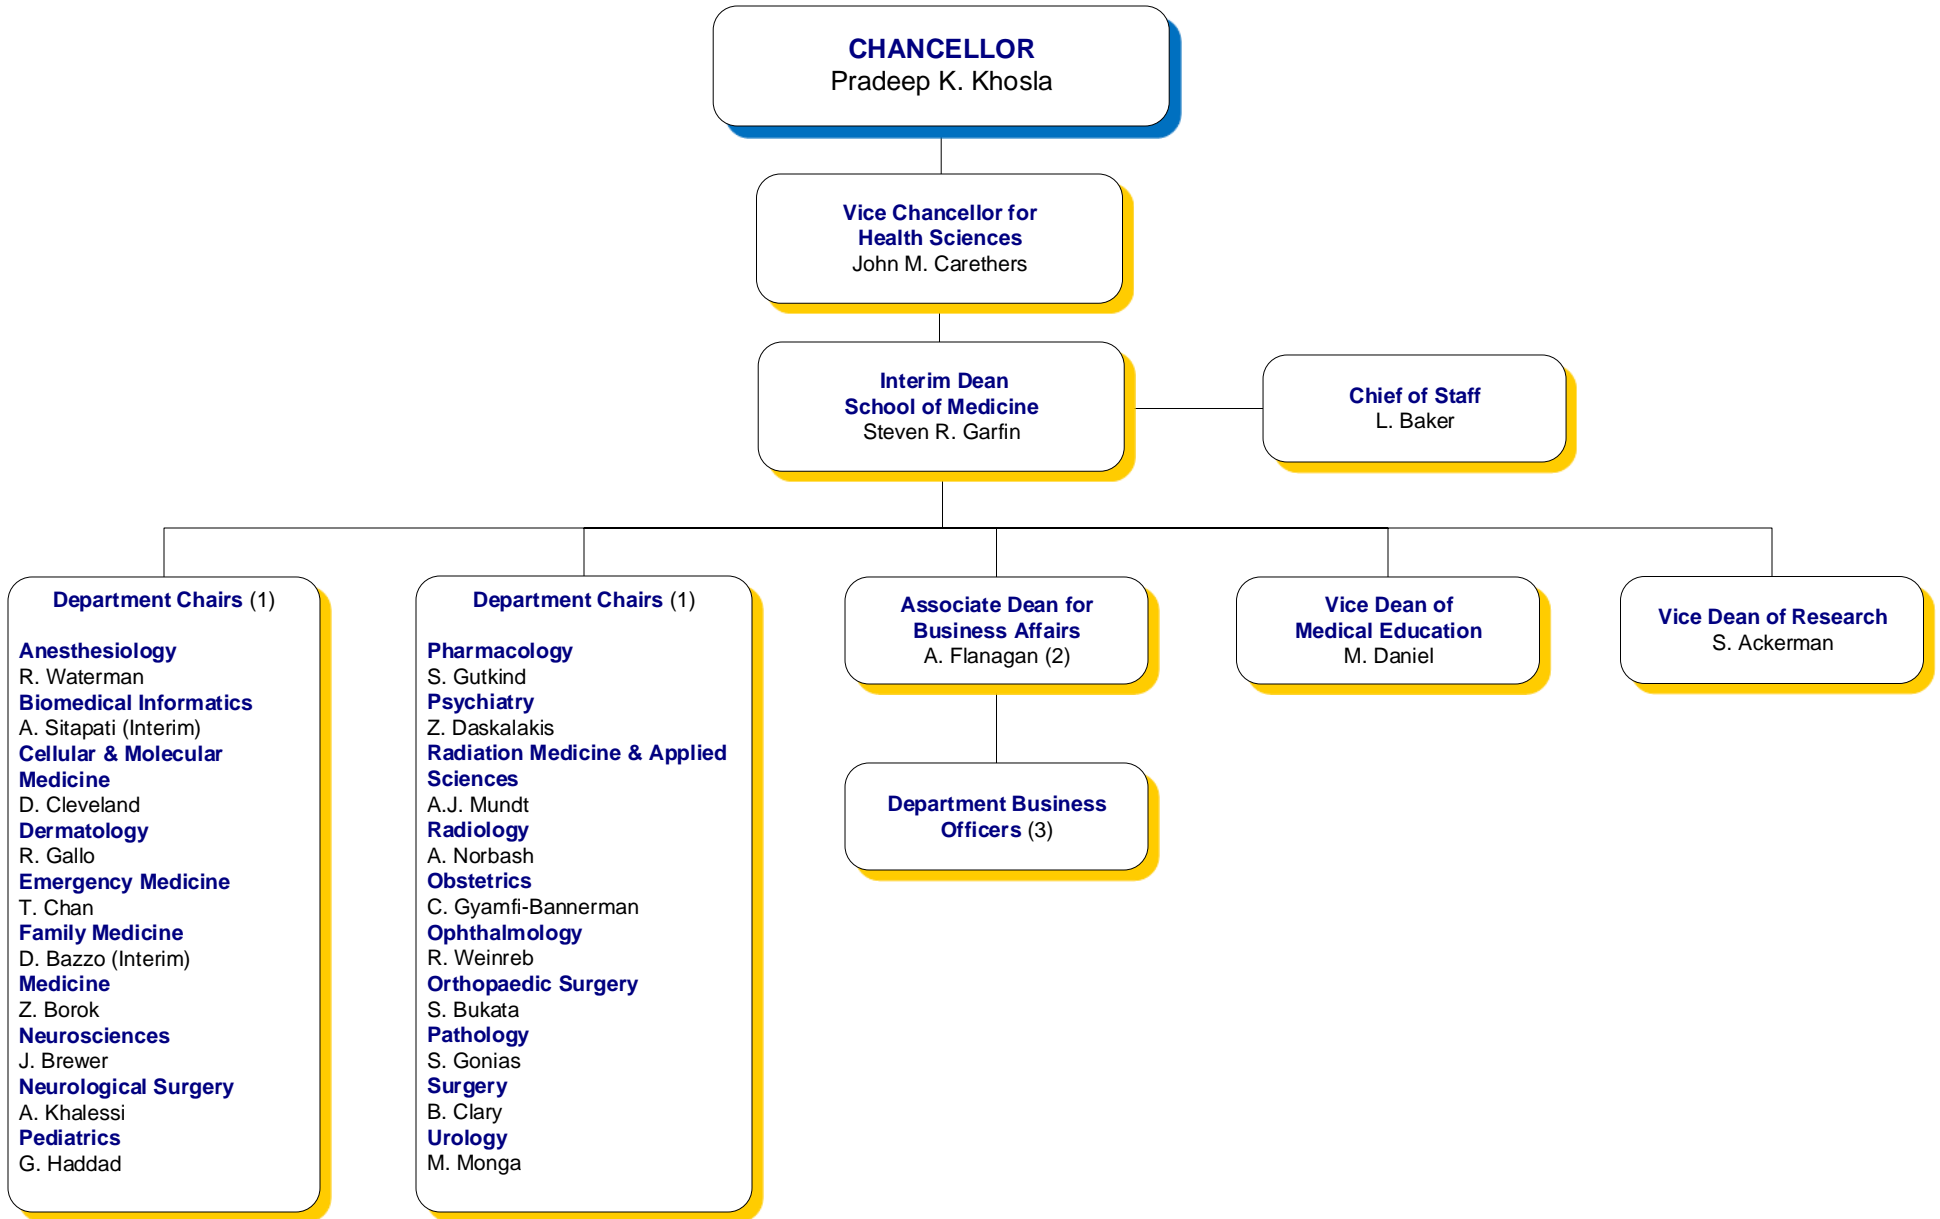 CHANCELLOR
Pradeep K. Khosla
Vice Chancellor for
Health Sciences
John M. Carethers
Interim Dean
School of Medicine
Steven R. Garfin
Chief of Staff
L. Baker
Department Chairs (1)
Anesthesiology
R. Waterman
Biomedical Informatics
A. Sitapati (Interim)
Cellular & Molecular
Medicine
D. Cleveland
Dermatology
R. Gallo
Emergency Medicine
T. Chan
Family Medicine
D. Bazzo (Interim)
Medicine
Z. Borok
Neurosciences
J. Brewer
Neurological Surgery
A. Khalessi
Pediatrics
G. Haddad
Department Chairs (1)
Pharmacology
S. Gutkind
Psychiatry
Z. Daskalakis
Radiation Medicine & Applied
Sciences
A.J. Mundt
Radiology
A. Norbash
Obstetrics
C. Gyamfi-Bannerman
Ophthalmology
R. Weinreb
Orthopaedic Surgery
S. Bukata
Pathology
S. Gonias
Surgery
B. Clary
Urology
M. Monga
Associate Dean for
Business Affairs
A. Flanagan (2)
Department Business
Officers (3)
Vice Dean of
Medical Education
M. Daniel
Vice Dean of Research
S. Ackerman